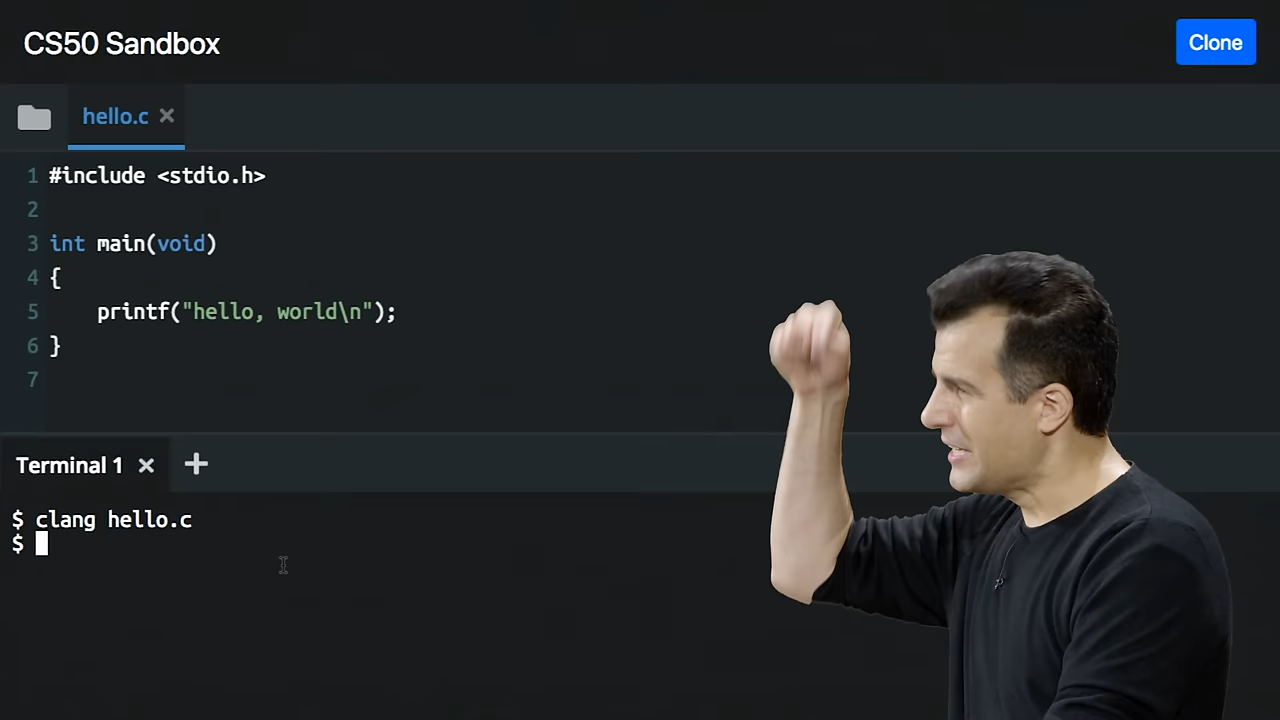 CS50 Sandbox
Clone
hello.c ×
1 #include <stdio.h>
2
3 int main(void)
4 {
5     printf("hello, world\n");
6 }
7
Terminal 1 × +
$ clang hello.c
$